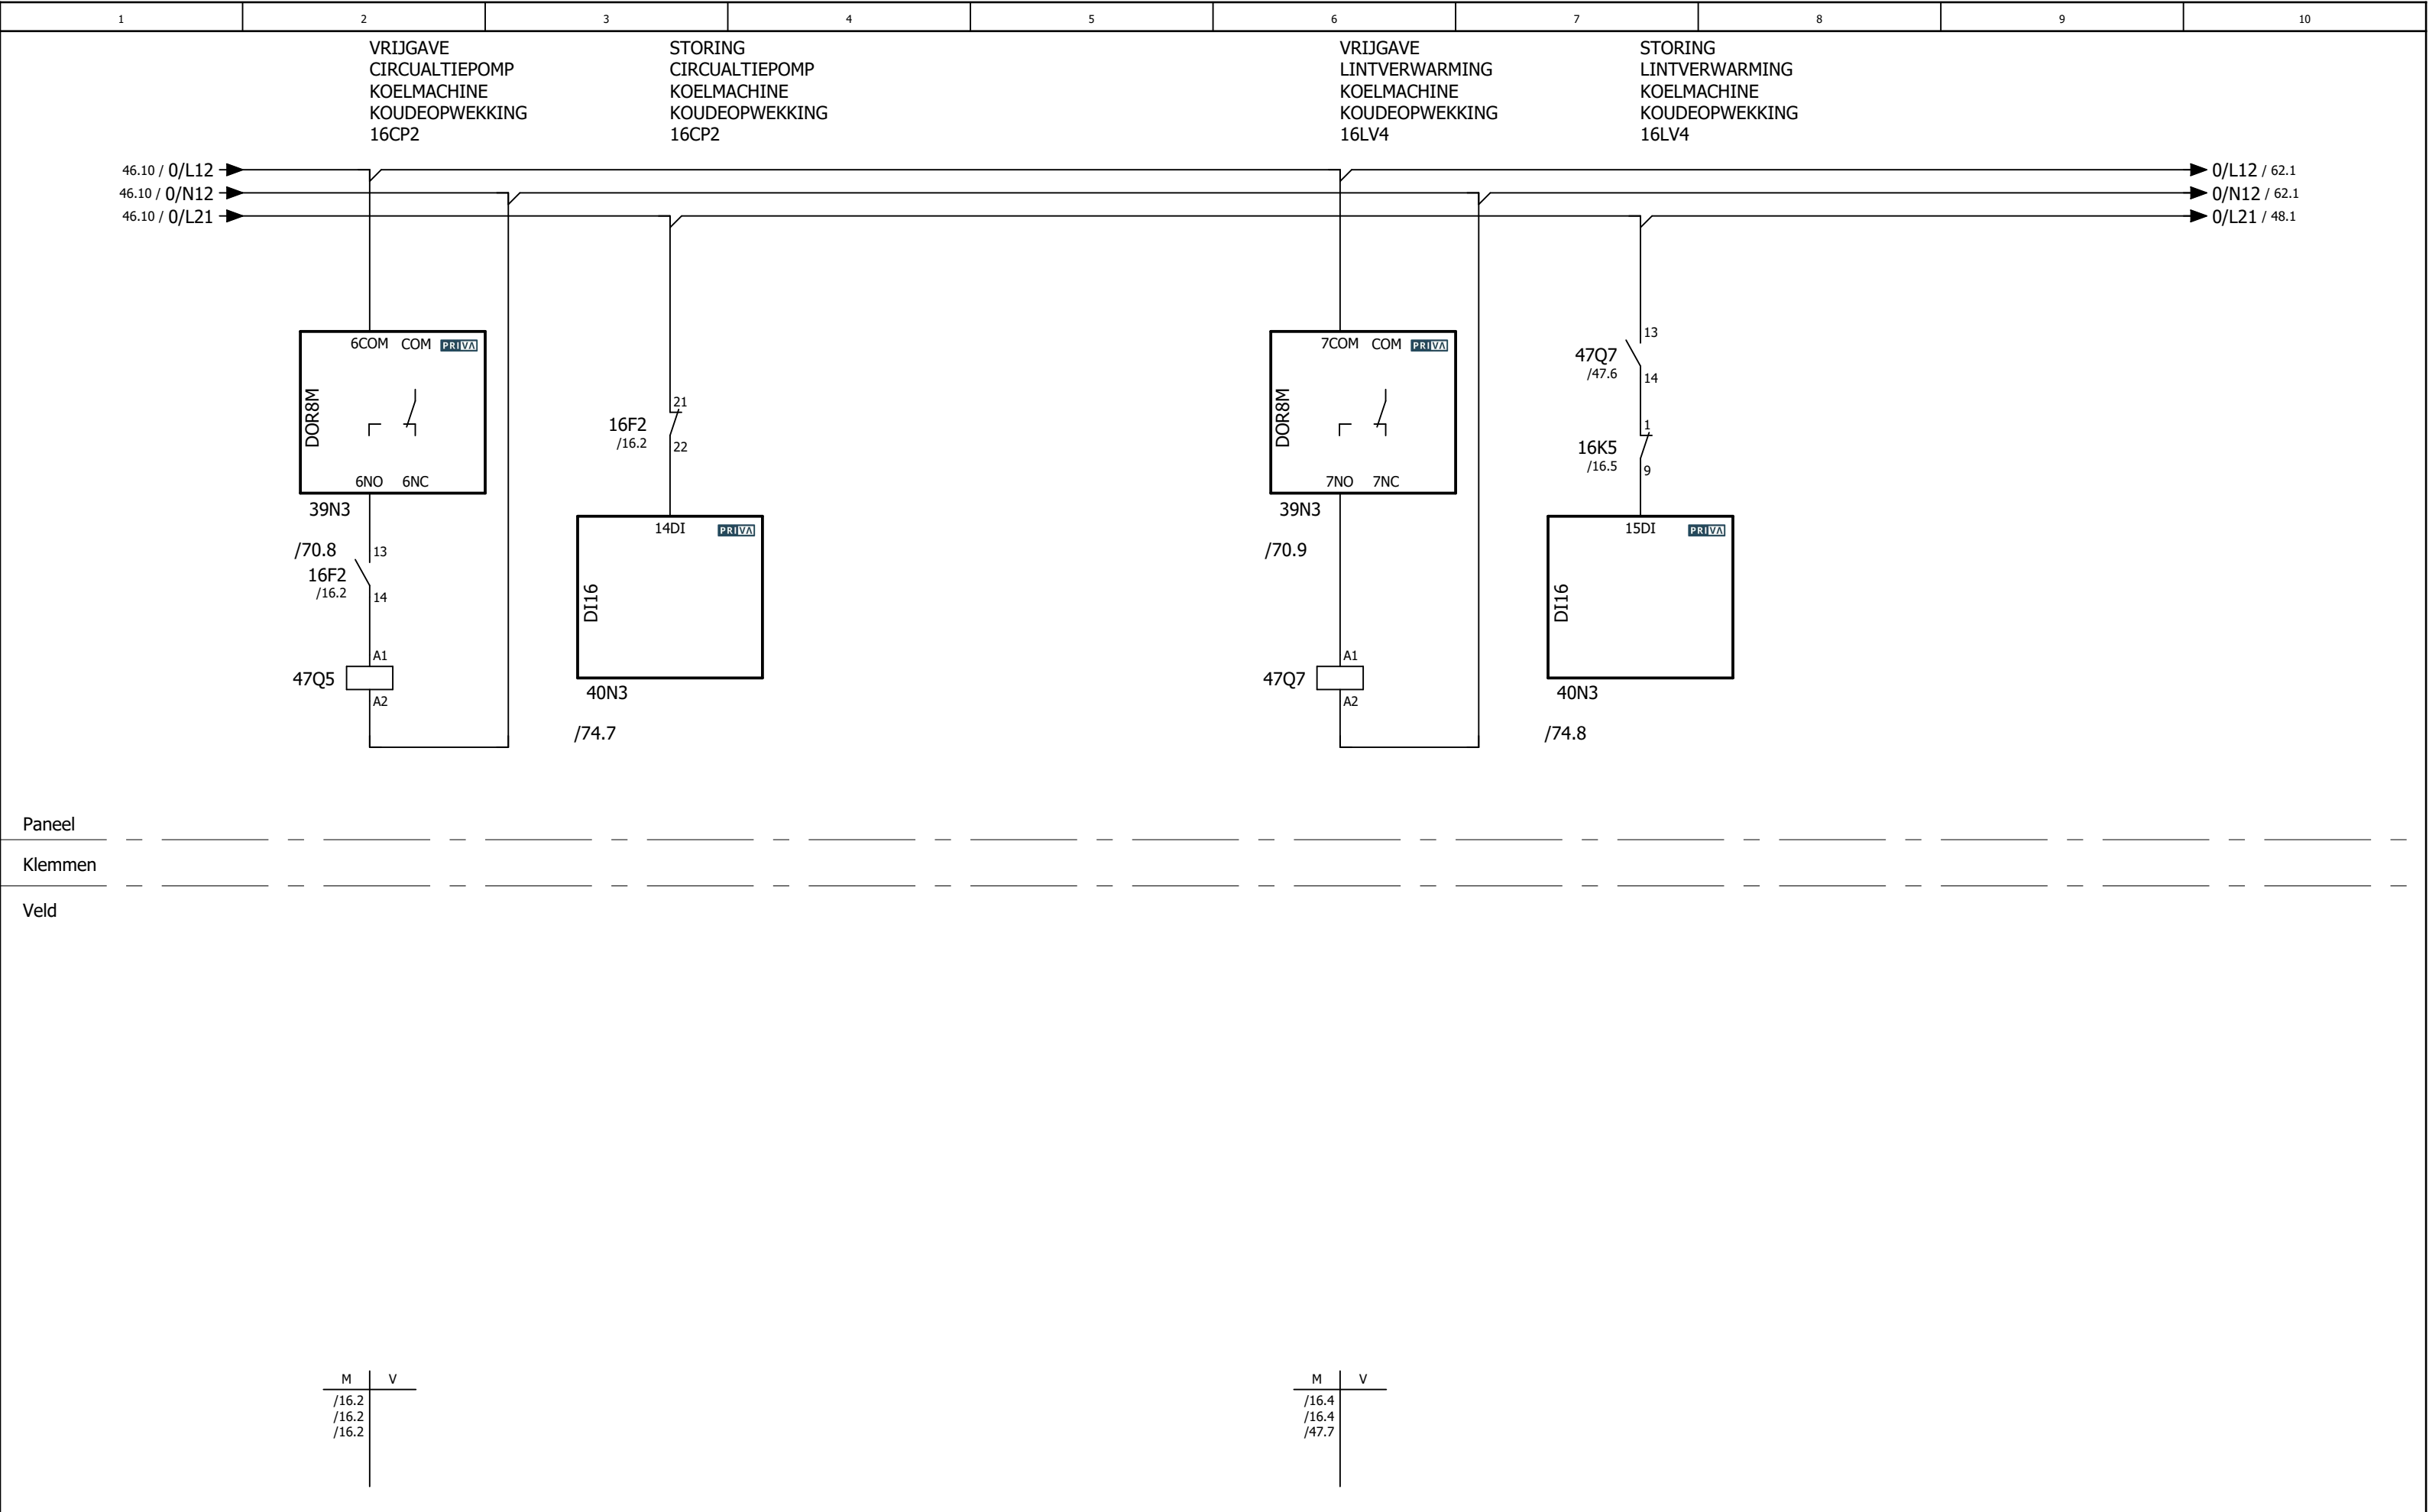 1 2 3 4 5 6 7 8 9 10
VRIJGAVE
CIRCUALTIEPOMP
KOELMACHINE
KOUDEOPWEKKING
16CP2
STORING
CIRCUALTIEPOMP
KOELMACHINE
KOUDEOPWEKKING
16CP2
VRIJGAVE
LINTVERWARMING
KOELMACHINE
KOUDEOPWEKKING
16LV4
STORING
LINTVERWARMING
KOELMACHINE
KOUDEOPWEKKING
16LV4
46.10 / 0/L12
46.10 / 0/N12
46.10 / 0/L21
0/L12 / 62.1
0/N12 / 62.1
0/L21 / 48.1
6COM COM PRIVA
DOR8M
6NO 6NC
39N3
/70.8
13
16F2
/16.2
14
A1
47Q5
A2
21
16F2
/16.2
22
14DI PRIVA
DI16
40N3
/74.7
7COM COM PRIVA
DOR8M
7NO 7NC
39N3
/70.9
A1
47Q7
A2
13
47Q7
/47.6
14
1
16K5
/16.5
9
15DI PRIVA
DI16
40N3
/74.8
Paneel
Klemmen
Veld
M V
/16.2
/16.2
/16.2
M V
/16.4
/16.4
/47.7